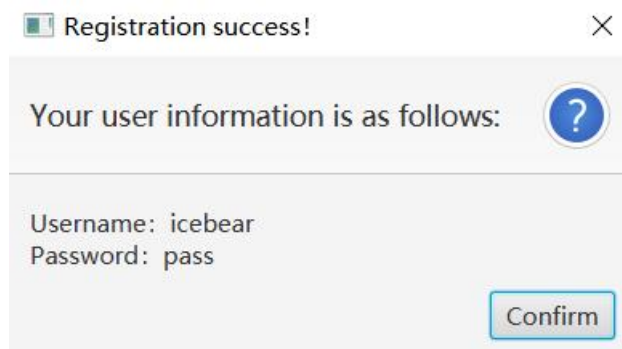 Registration success!
Your user information is as follows:
Username: icebear
Password: pass
Confirm